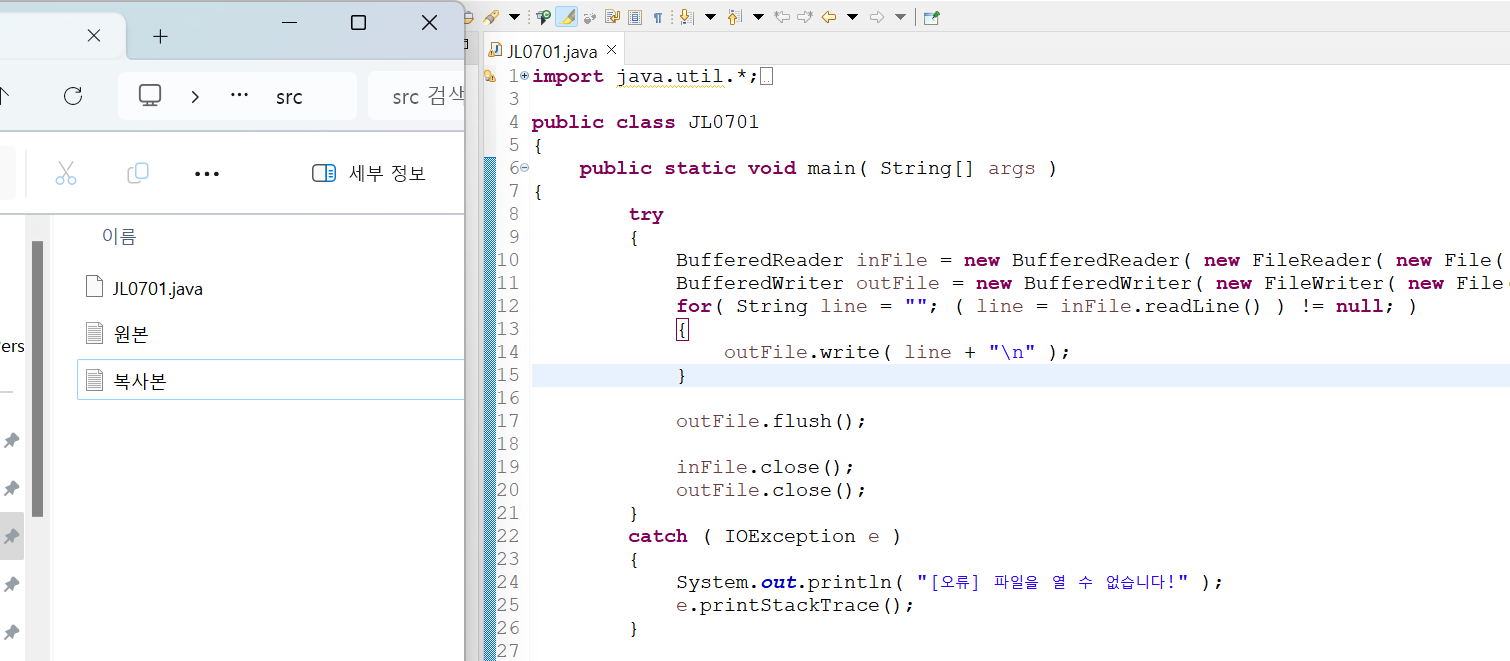 src
src 검색
세부 정보
이름
JL0701.java
원본
복사본
ers
JL0701.java
1 import java.util.*;
3
4 public class JL0701
5 {
6 public static void main( String[] args )
7 {
8 try
9 {
10 BufferedReader inFile = new BufferedReader( new FileReader( new File(
11 BufferedWriter outFile = new BufferedWriter( new FileWriter( new File(
12 for( String line = ""; ( line = inFile.readLine() ) != null; )
13 {
14 outFile.write( line + "\n" );
15 }
16
17 outFile.flush();
18
19 inFile.close();
20 outFile.close();
21 }
22 catch ( IOException e )
23 {
24 System.out.println( "[오류] 파일을 열 수 없습니다!" );
25 e.printStackTrace();
26 }
27